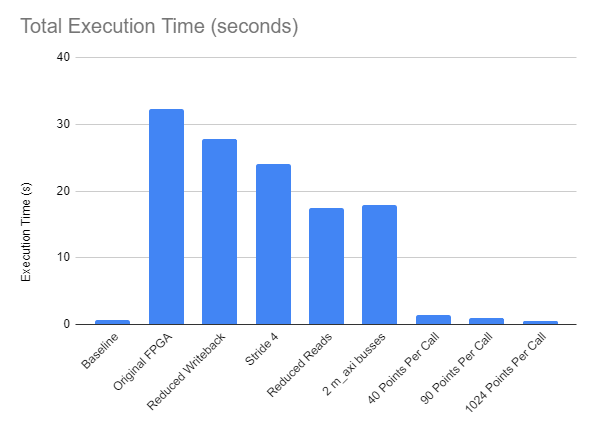 Total Execution Time (seconds)
40
30
20
10
0
Execution Time (s)
Baseline
Original FPGA
Reduced Writeback
Stride 4
Reduced Reads
2 m_axi busses
40 Points Per Call
90 Points Per Call
1024 Points Per Call